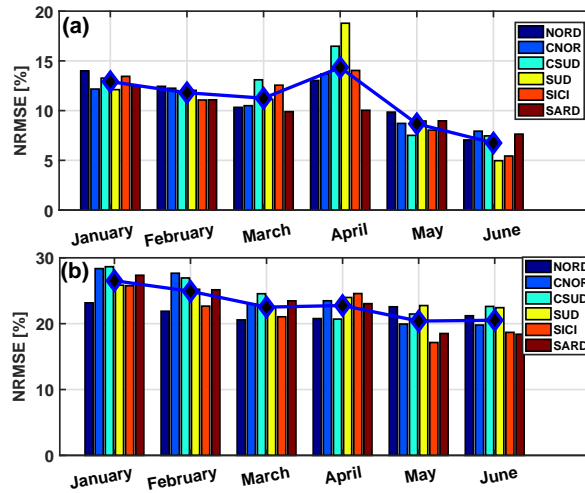 (a)
NRMSE [%]
20
15
10
5
0
NORD
CNOR
CSUD
SUD
SICI
SARD
January February March April May June
(b)
NRMSE [%]
30
20
10
0
NORD
CNOR
CSUD
SUD
SICI
SARD
January February March April May June